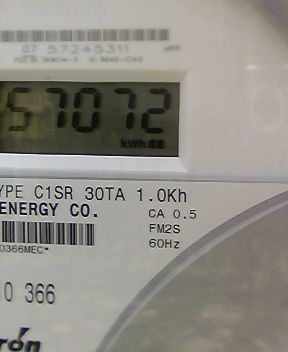 07 57245311
57072
kWh
YPE C1SR 30TA 1.0Kh
ENERGY CO.
CA 0.5
FM2S
60Hz
0366MEC*
0 366
rón